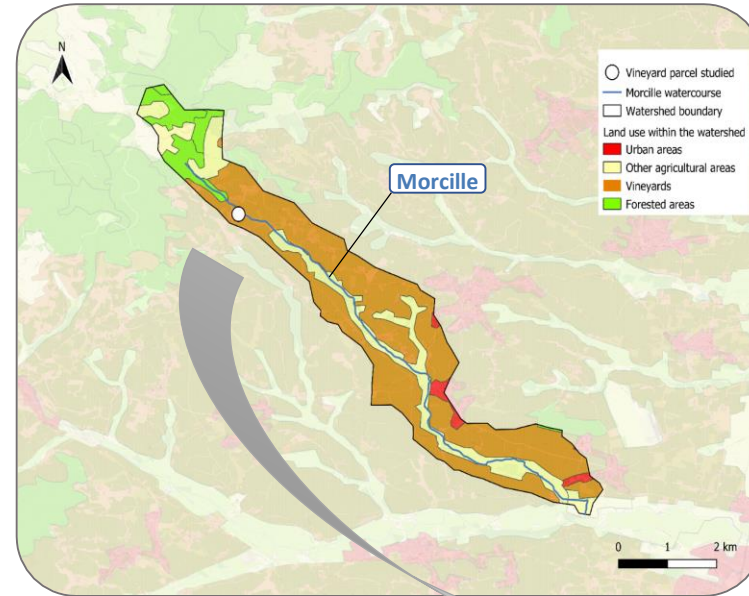 N
Morcille
Vineyard parcel studied
Morcille watercourse
Watershed boundary
Land use within the watershed
Urban areas
Other agricultural areas
Vineyards
Forested areas
0 1 2 km